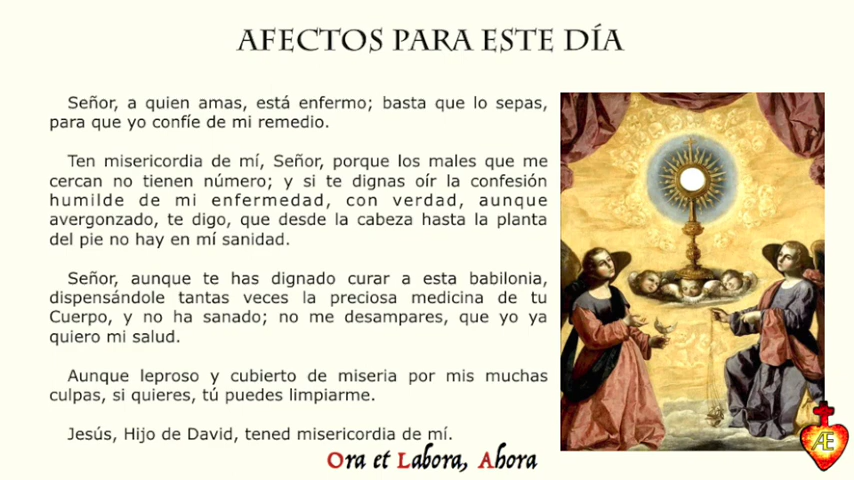 AFECTOS PARA ESTE DÍA
Señor, a quien amas, está enfermo; basta que lo sepas,
para que yo confíe de mi remedio.
Ten misericordia de mí, Señor, porque los males que me
cercan no tienen número; y si te dignas oír la confesión
humilde de mi enfermedad, con verdad, aunque
avergonzado, te digo, que desde la cabeza hasta la planta
del pie no hay en mí sanidad.
Señor, aunque te has dignado curar a esta babilonia,
dispensándole tantas veces la preciosa medicina de tu
Cuerpo, y no ha sanado; no me desampares, que yo ya
quiero mi salud.
Aunque leproso y cubierto de miseria por mis muchas
culpas, si quieres, tú puedes limpiarme.
Jesús, Hijo de David, tened misericordia de mí.
Ora et Labora, Ahora
Æ